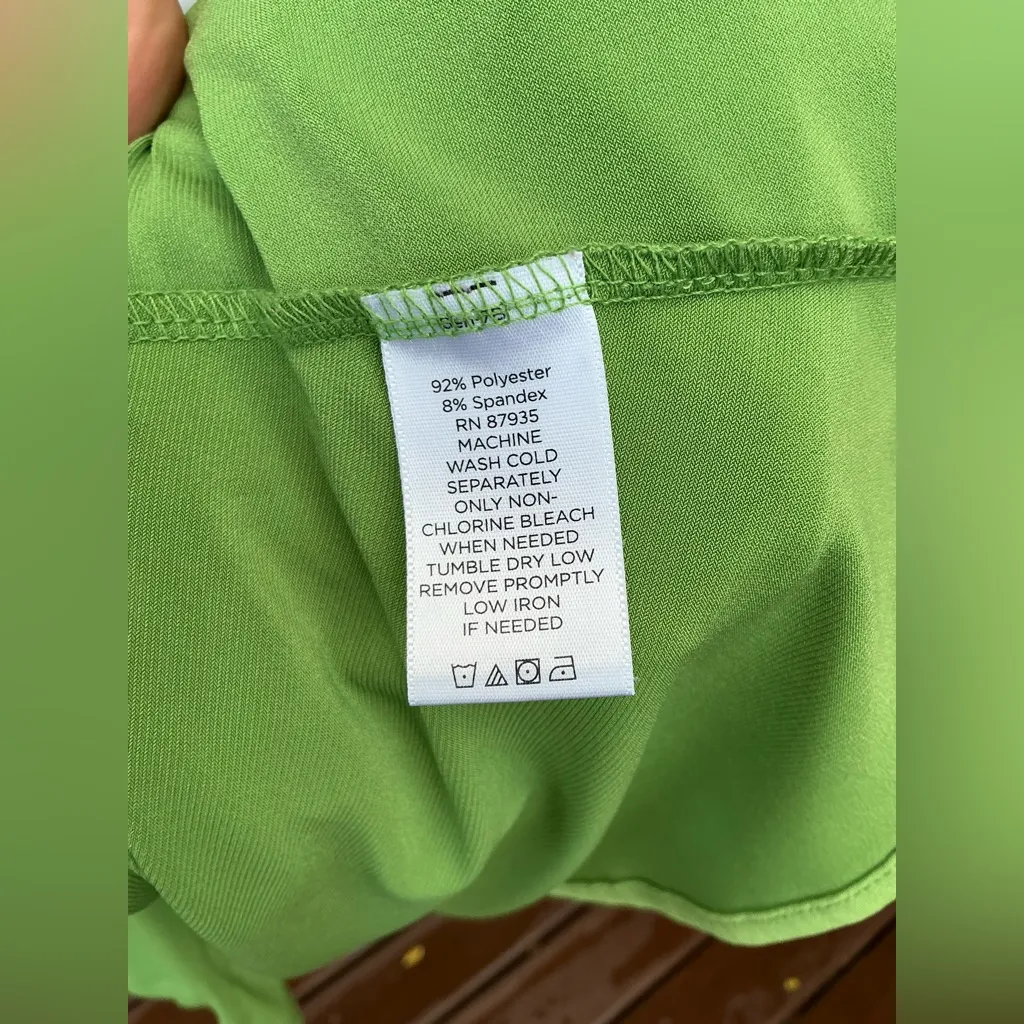 92% Polyester
8% Spandex
RN 87935
MACHINE
WASH COLD
SEPARATELY
ONLY NON-
CHLORINE BLEACH
WHEN NEEDED
TUMBLE DRY LOW
REMOVE PROMPTLY
LOW IRON
IF NEEDED